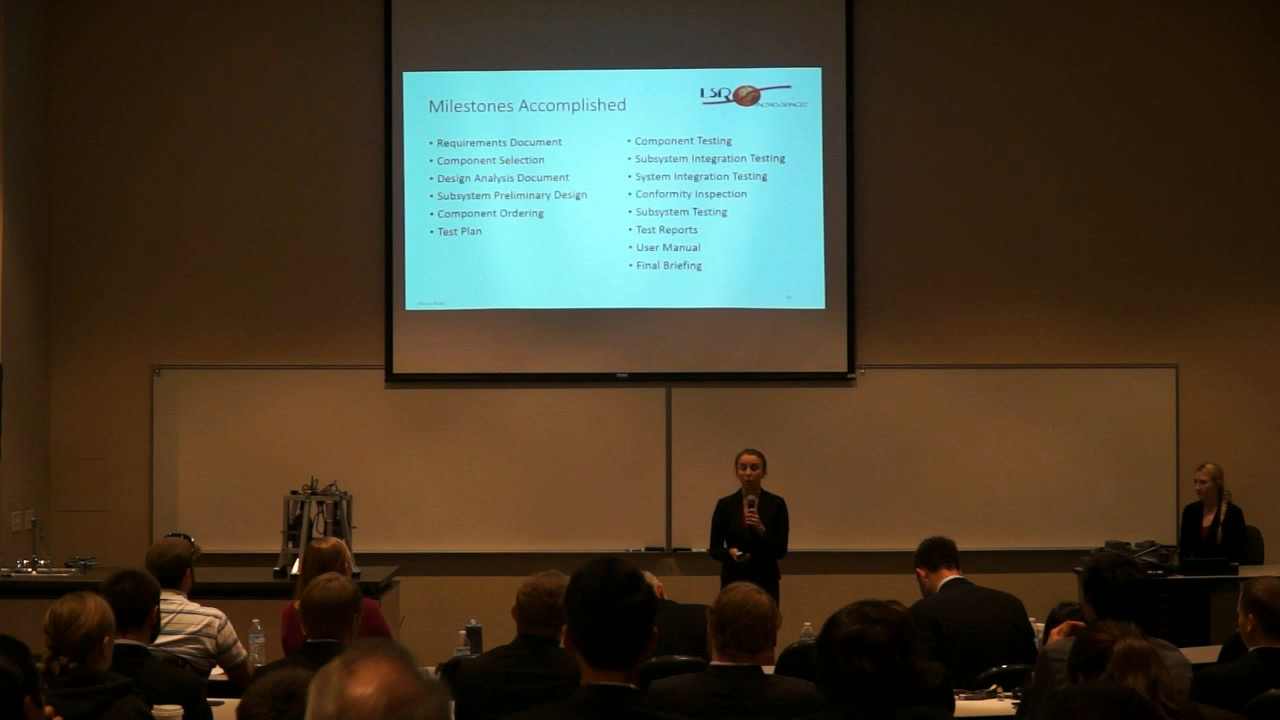 Milestones Accomplished
LSR
• Requirements Document
• Component Selection
• Design Analysis Document
• Subsystem Preliminary Design
• Component Ordering
• Test Plan
• Component Testing
• Subsystem Integration Testing
• System Integration Testing
• Conformity Inspection
• Subsystem Testing
• Test Reports
• User Manual
• Final Briefing